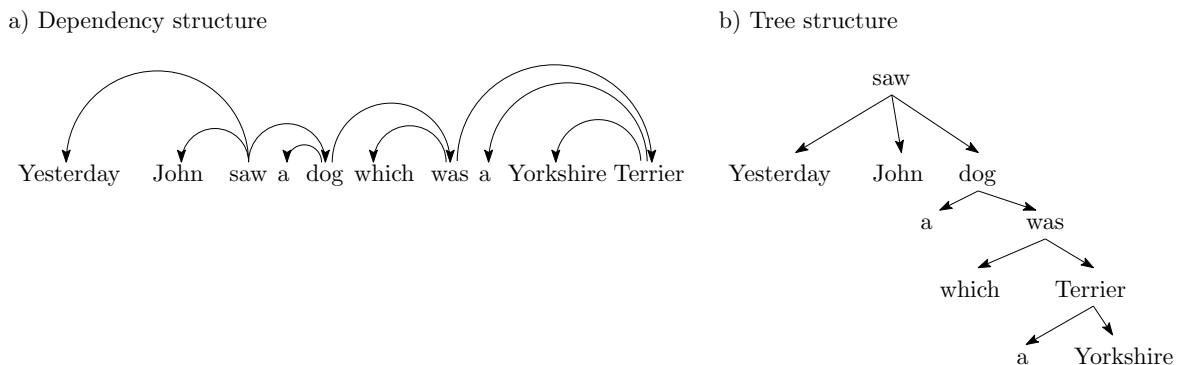 a) Dependency structure
Yesterday John saw a dog which was a Yorkshire Terrier
b) Tree structure
saw
Yesterday John dog
a was
which Terrier
a Yorkshire